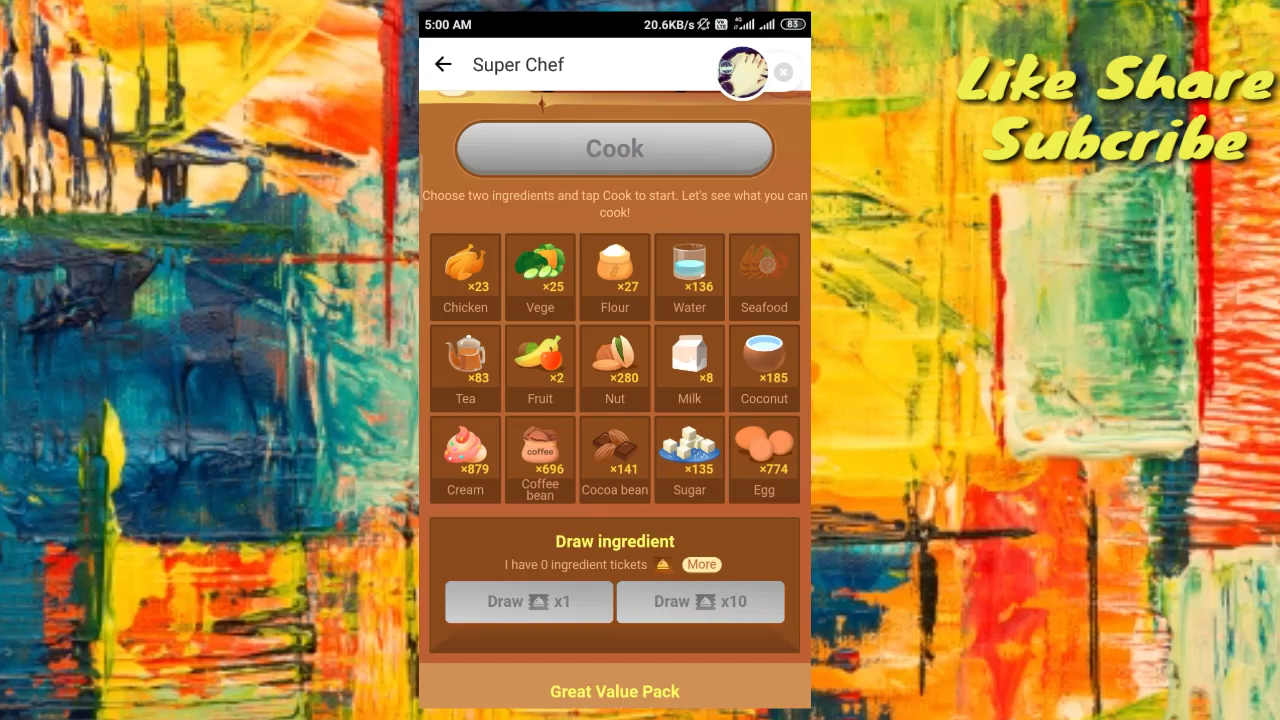 5:00 AM
20.6KB/s
4G
83
Super Chef
Like Share
Subcribe
Cook
Choose two ingredients and tap Cook to start. Let's see what you can
cook!
×23
×25
×27
×136
Chicken
Vege
Flour
Water
Seafood
×83
×2
×280
×8
×185
Tea
Fruit
Nut
Milk
Coconut
coffee
×879
×696
×141
×135
×774
Cream
Coffee
bean
Cocoa bean
Sugar
Egg
Draw ingredient
I have 0 ingredient tickets
More
Draw x1
Draw x10
Great Value Pack